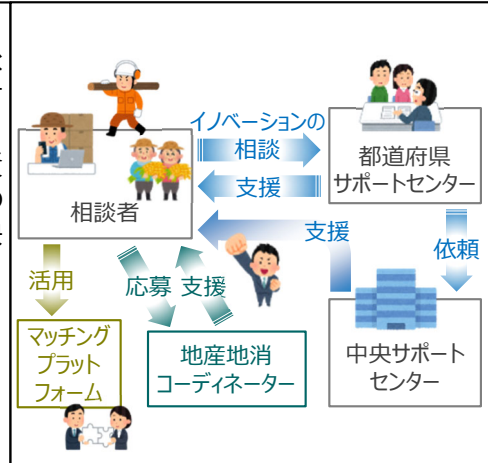 イノベーションの
相談
支援
都道府県
サポートセンター
相談者
支援
依頼
活用
応募
支援
マッチング
プラット
フォーム
地産地消
コーディネーター
中央サポート
センター